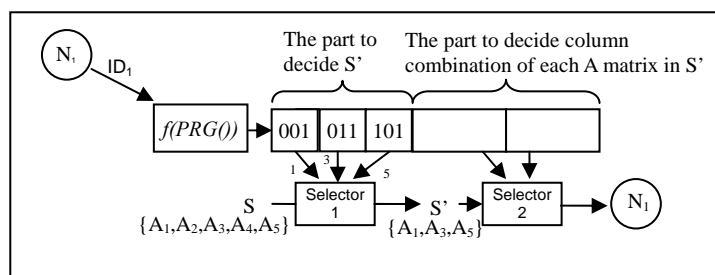 The part to decide S’
The part to decide column combination of each A matrix in S’
N₁
ID₁
f(PRG())
001
011
101
1
3
5
S
{A₁,A₂,A₃,A₄,A₅}
Selector 1
S’
{A₁,A₃,A₅}
Selector 2
N₁